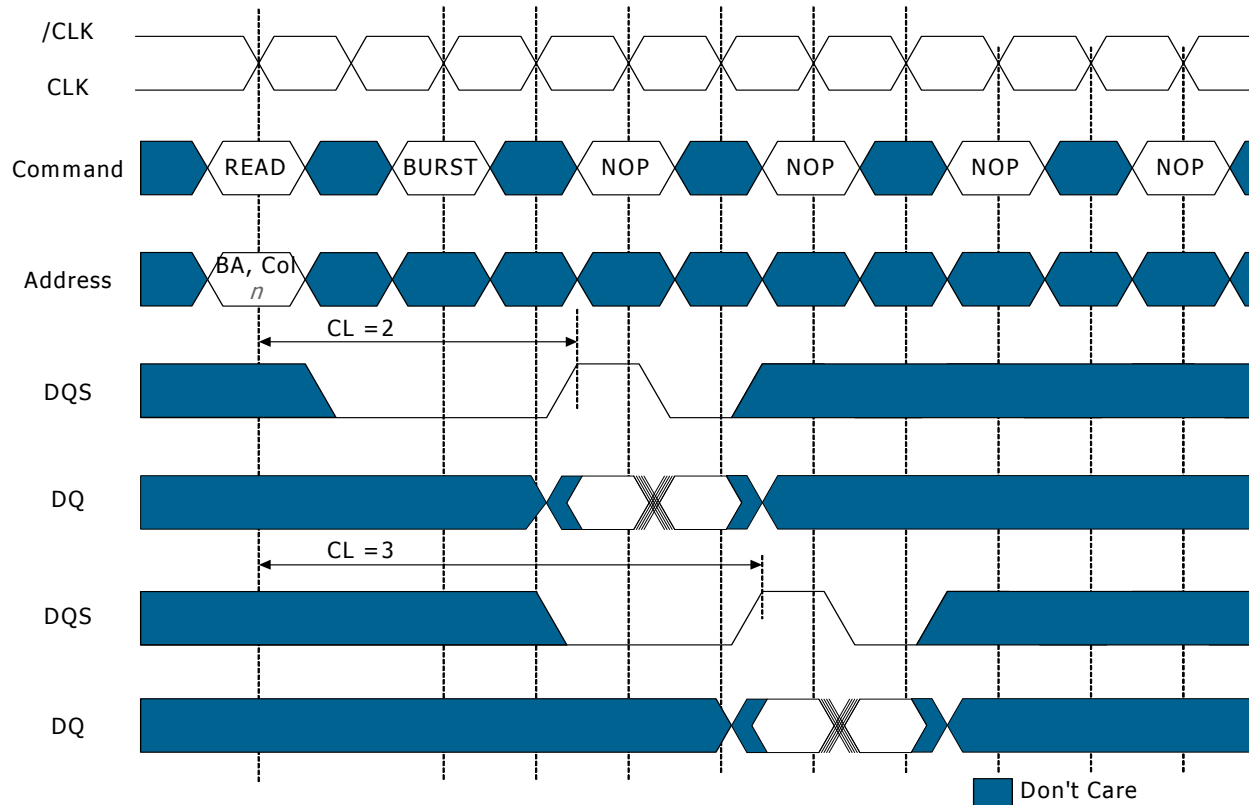 /CLK
CLK
Command
READ
BURST
NOP
NOP
NOP
NOP
Address
BA, Col
n
CL =2
DQS
DQ
CL =3
DQS
DQ
Don't Care